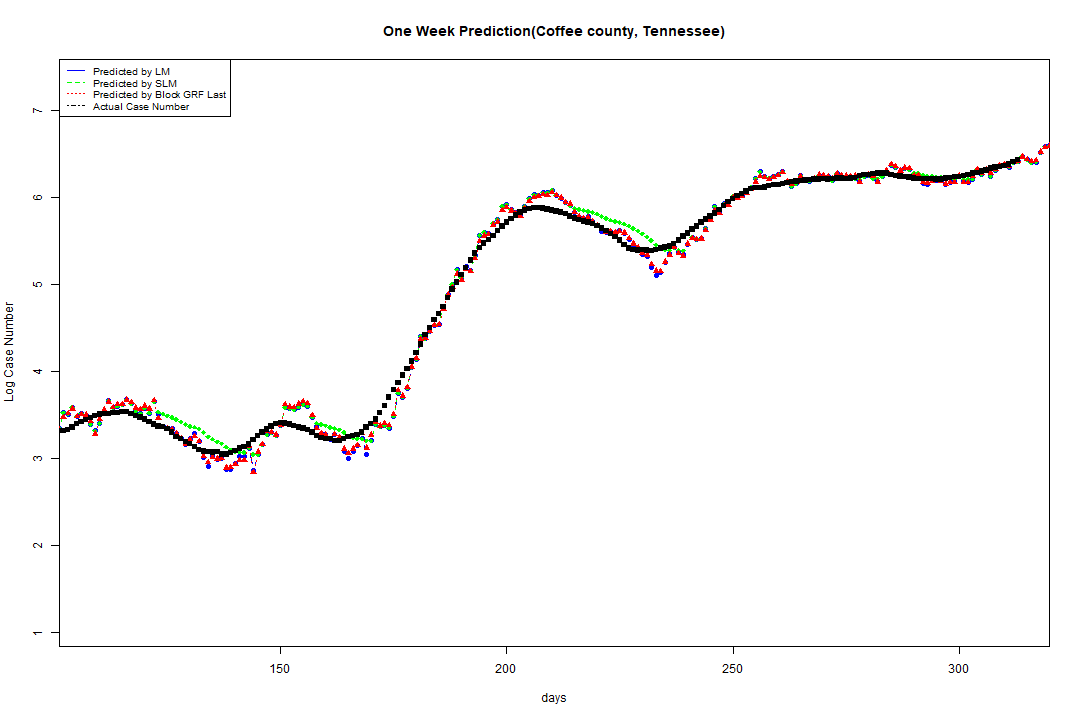 One Week Prediction(Coffee county, Tennessee)
Predicted by LM
Predicted by SLM
Predicted by Block GRF Last
Actual Case Number
7
6
5
4
3
2
1
Log Case Number
150 200 250 300
days